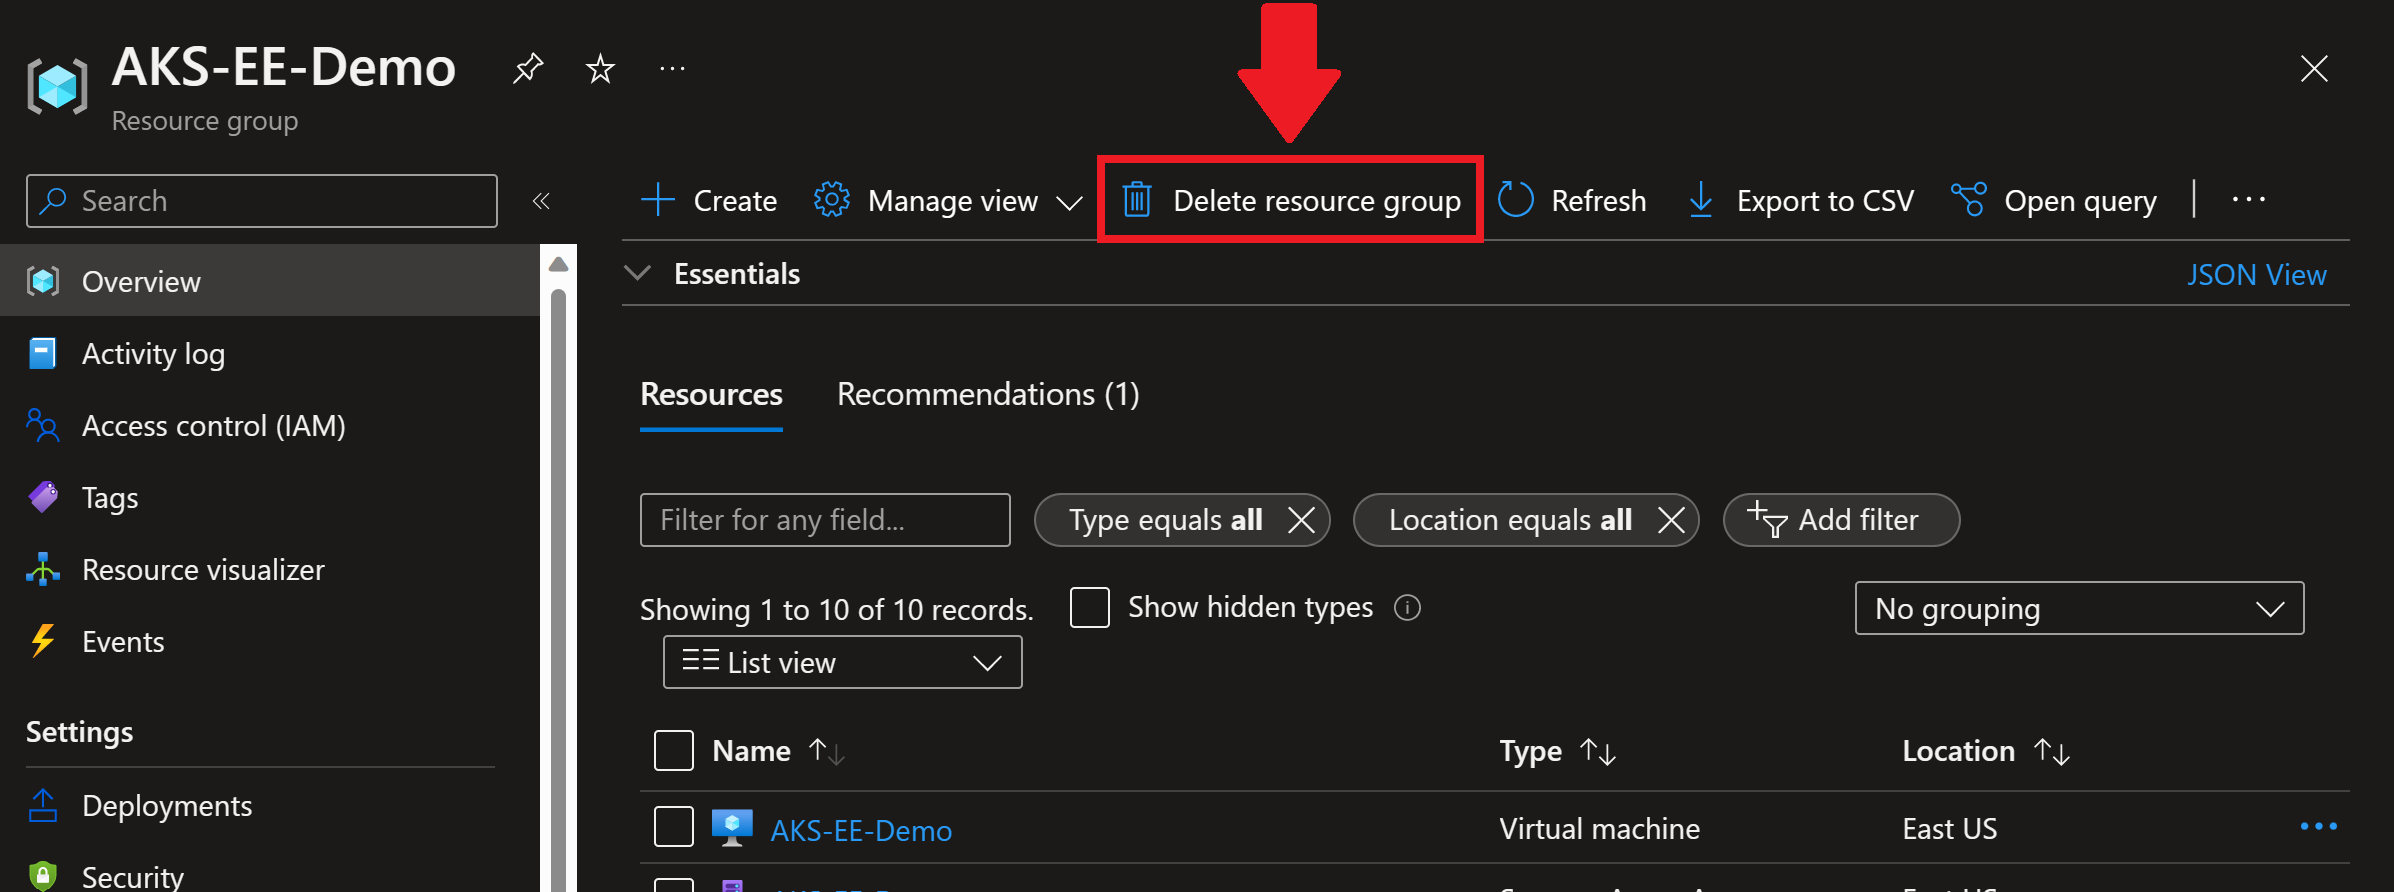 AKS-EE-Demo
Resource group
Search
Create
Manage view
Delete resource group
Refresh
Export to CSV
Open query
Overview
Activity log
Access control (IAM)
Tags
Resource visualizer
Events
Settings
Deployments
Security
Essentials
JSON View
Resources
Recommendations (1)
Filter for any field...
Type equals all
Location equals all
Add filter
Showing 1 to 10 of 10 records.
Show hidden types
No grouping
List view
Name
Type
Location
AKS-EE-Demo
Virtual machine
East US